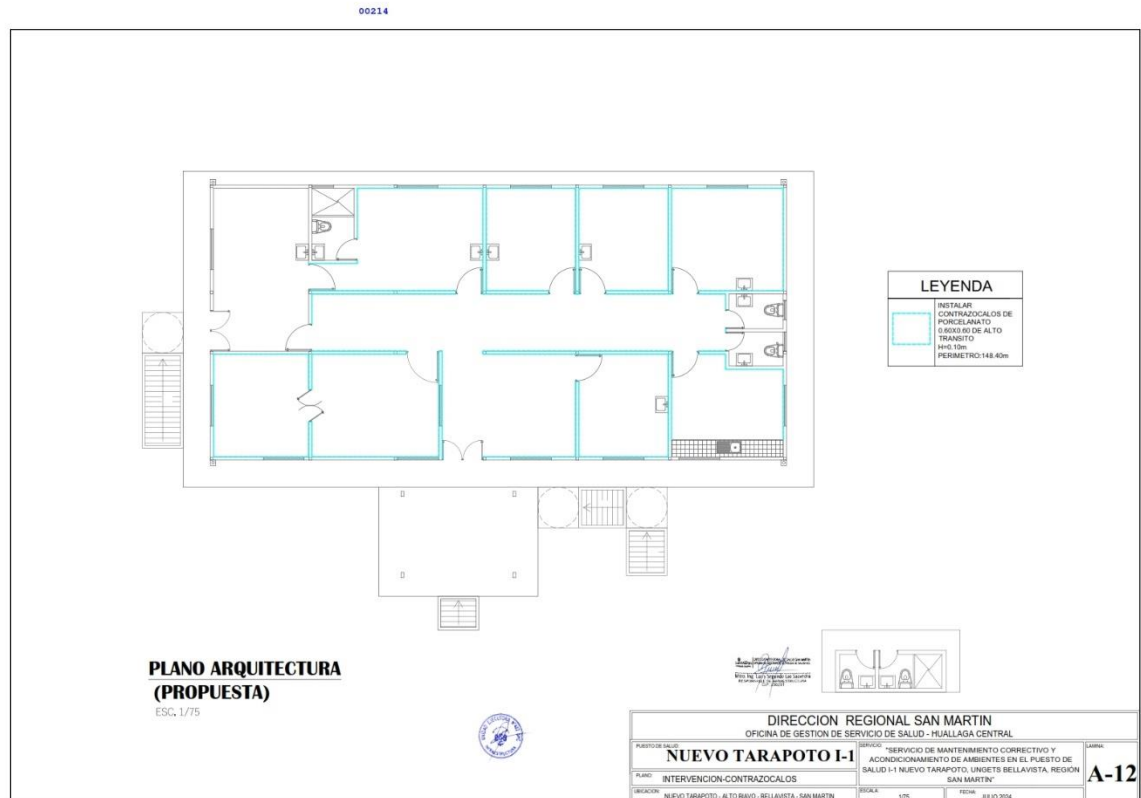 00214
LEYENDA
INSTALAR
CONTRAZOCALOS DE
PORCELANATO
0.60X0.60 DE ALTO
TRANSITO
H=0.10m
PERIMETRO:148.40m
PLANO ARQUITECTURA
(PROPUESTA)
ESC. 1/75
DIRECCION REGIONAL SAN MARTIN
OFICINA DE GESTION DE SERVICIO DE SALUD - HUALLAGA CENTRAL
PUESTO DE SALUD:
NUEVO TARAPOTO I-1
SERVICIO:
"SERVICIO DE MANTENIMIENTO CORRECTIVO Y
ACONDICIONAMIENTO DE AMBIENTES EN EL PUESTO DE
SALUD I-1 NUEVO TARAPOTO, UNGETS BELLAVISTA, REGIÓN
SAN MARTÍN"
LAMINA:
A-12
PLANO:
INTERVENCION-CONTRAZOCALOS
UBICACION:
NUEVO TARAPOTO - ALTO BIAVO - BELLAVISTA - SAN MARTIN
ESCALA
1/75
FECHA
JULIO 2024